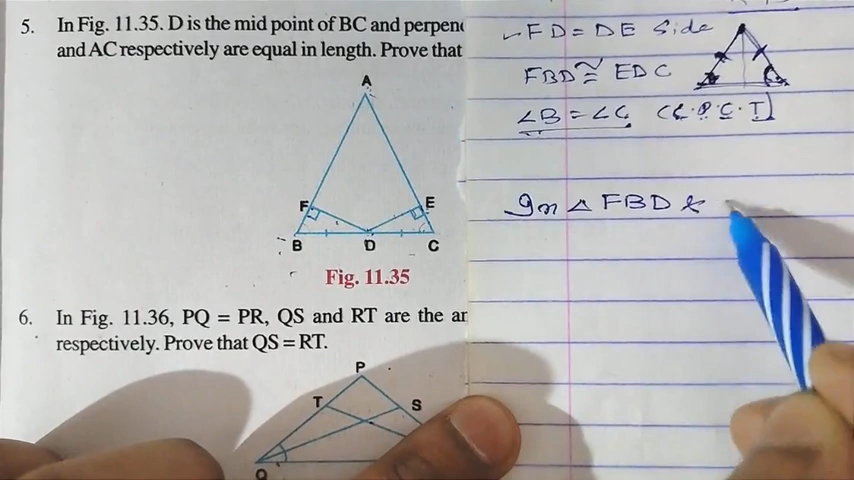 5. In Fig. 11.35. D is the mid point of BC and perpen
and AC respectively are equal in length. Prove that
A
F
E
B
D
C
Fig. 11.35
6. In Fig. 11.36, PQ = PR, QS and RT are the
respectively. Prove that QS = RT.
P
T
S
Q
FD = DE Side
FBD ≅ EDC
∠B = ∠C (C.P.C.T)
In △ FBD &